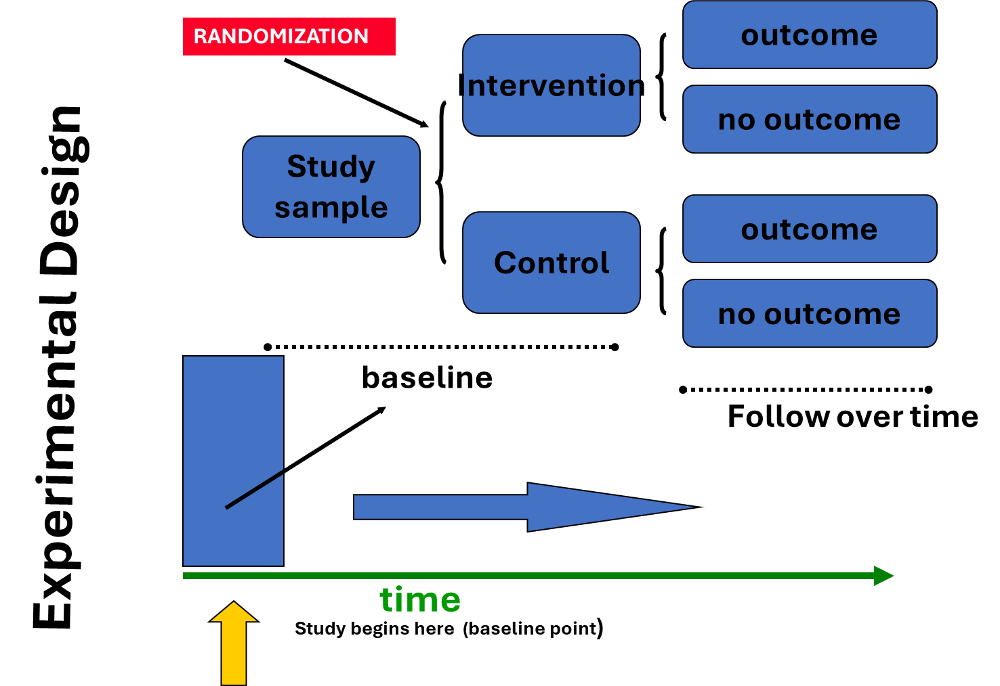 Experimental Design
RANDOMIZATION
Study
sample
Intervention
Control
outcome
no outcome
outcome
no outcome
baseline
Follow over time
time
Study begins here  (baseline point)